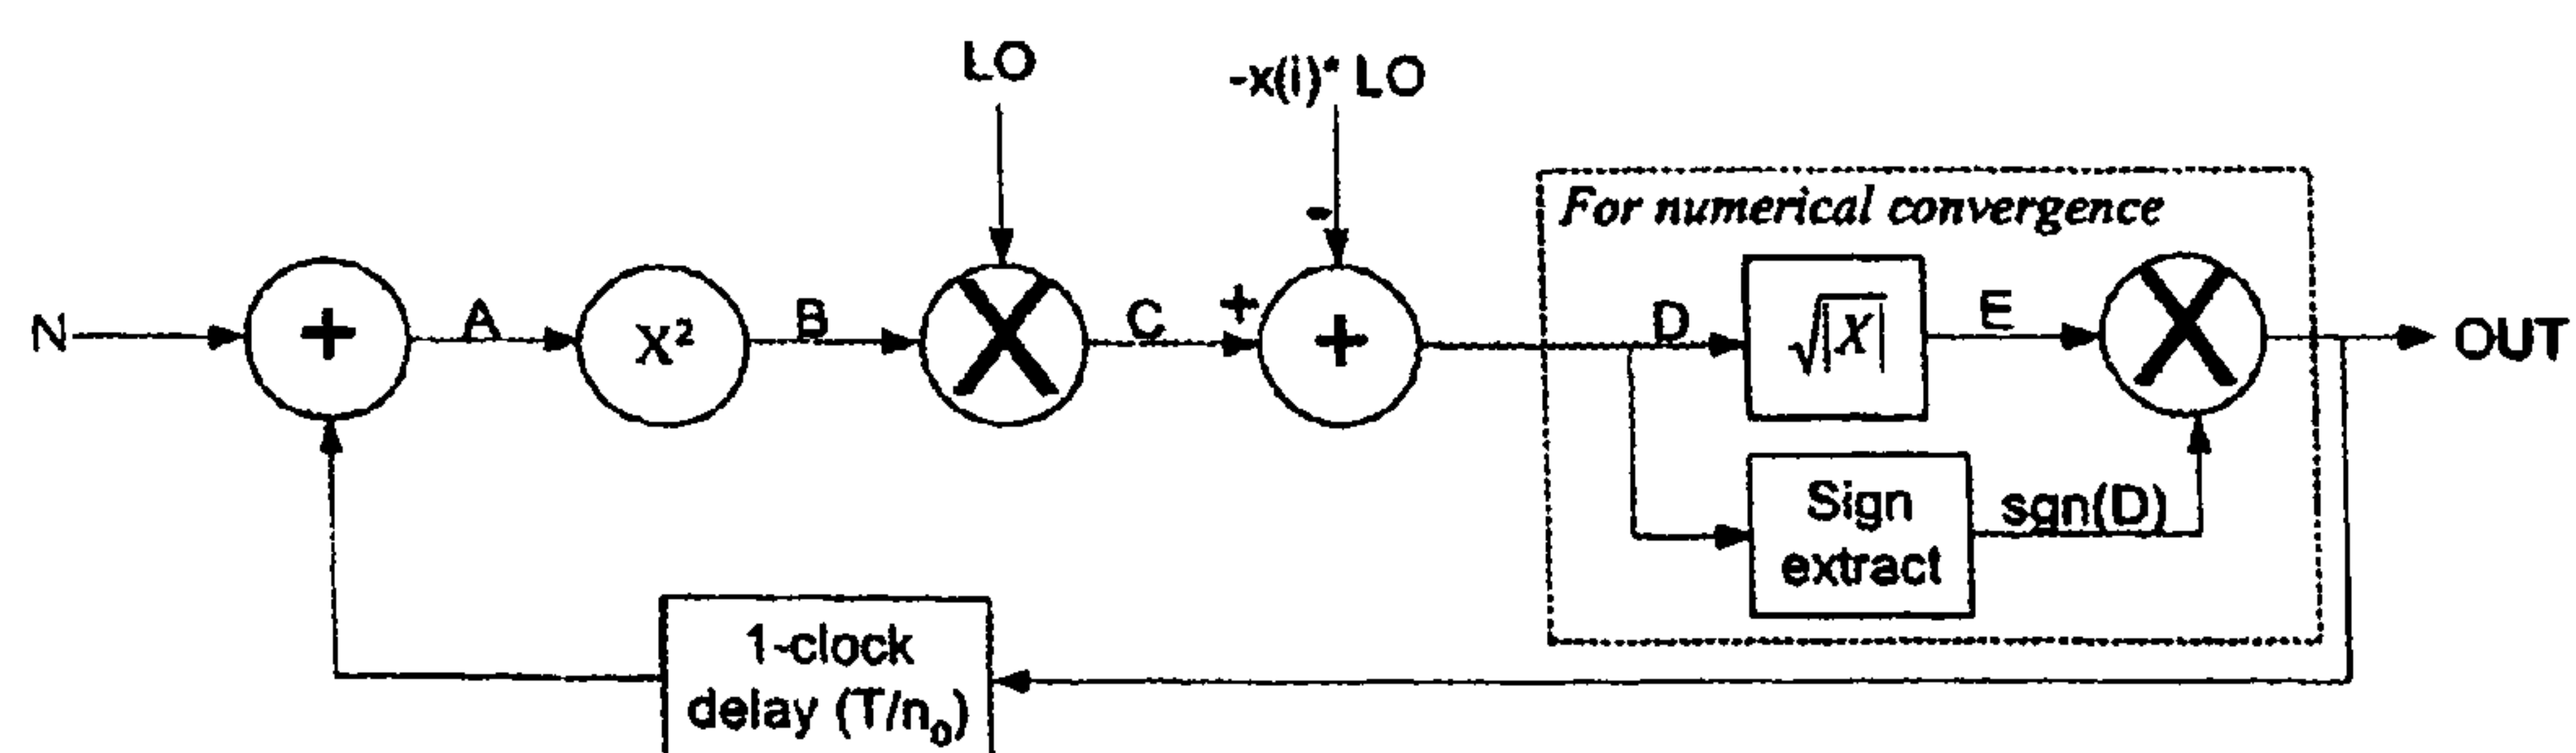 LO
-x(i)* LO
-
For numerical convergence
N
+
A
X²
B
X
C
+
+
D
√|X|
E
X
OUT
Sign
extract
sgn(D)
1-clock
delay (T/n₀)